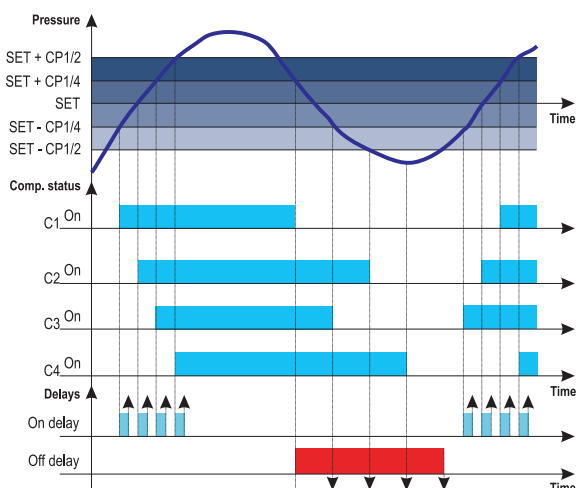 Pressure
SET + CP1/2
SET + CP1/4
SET
SET - CP1/4
SET - CP1/2
Time
Comp. status
C1 On
C2 On
C3 On
C4 On
Time
Delays
On delay
Off delay
Time